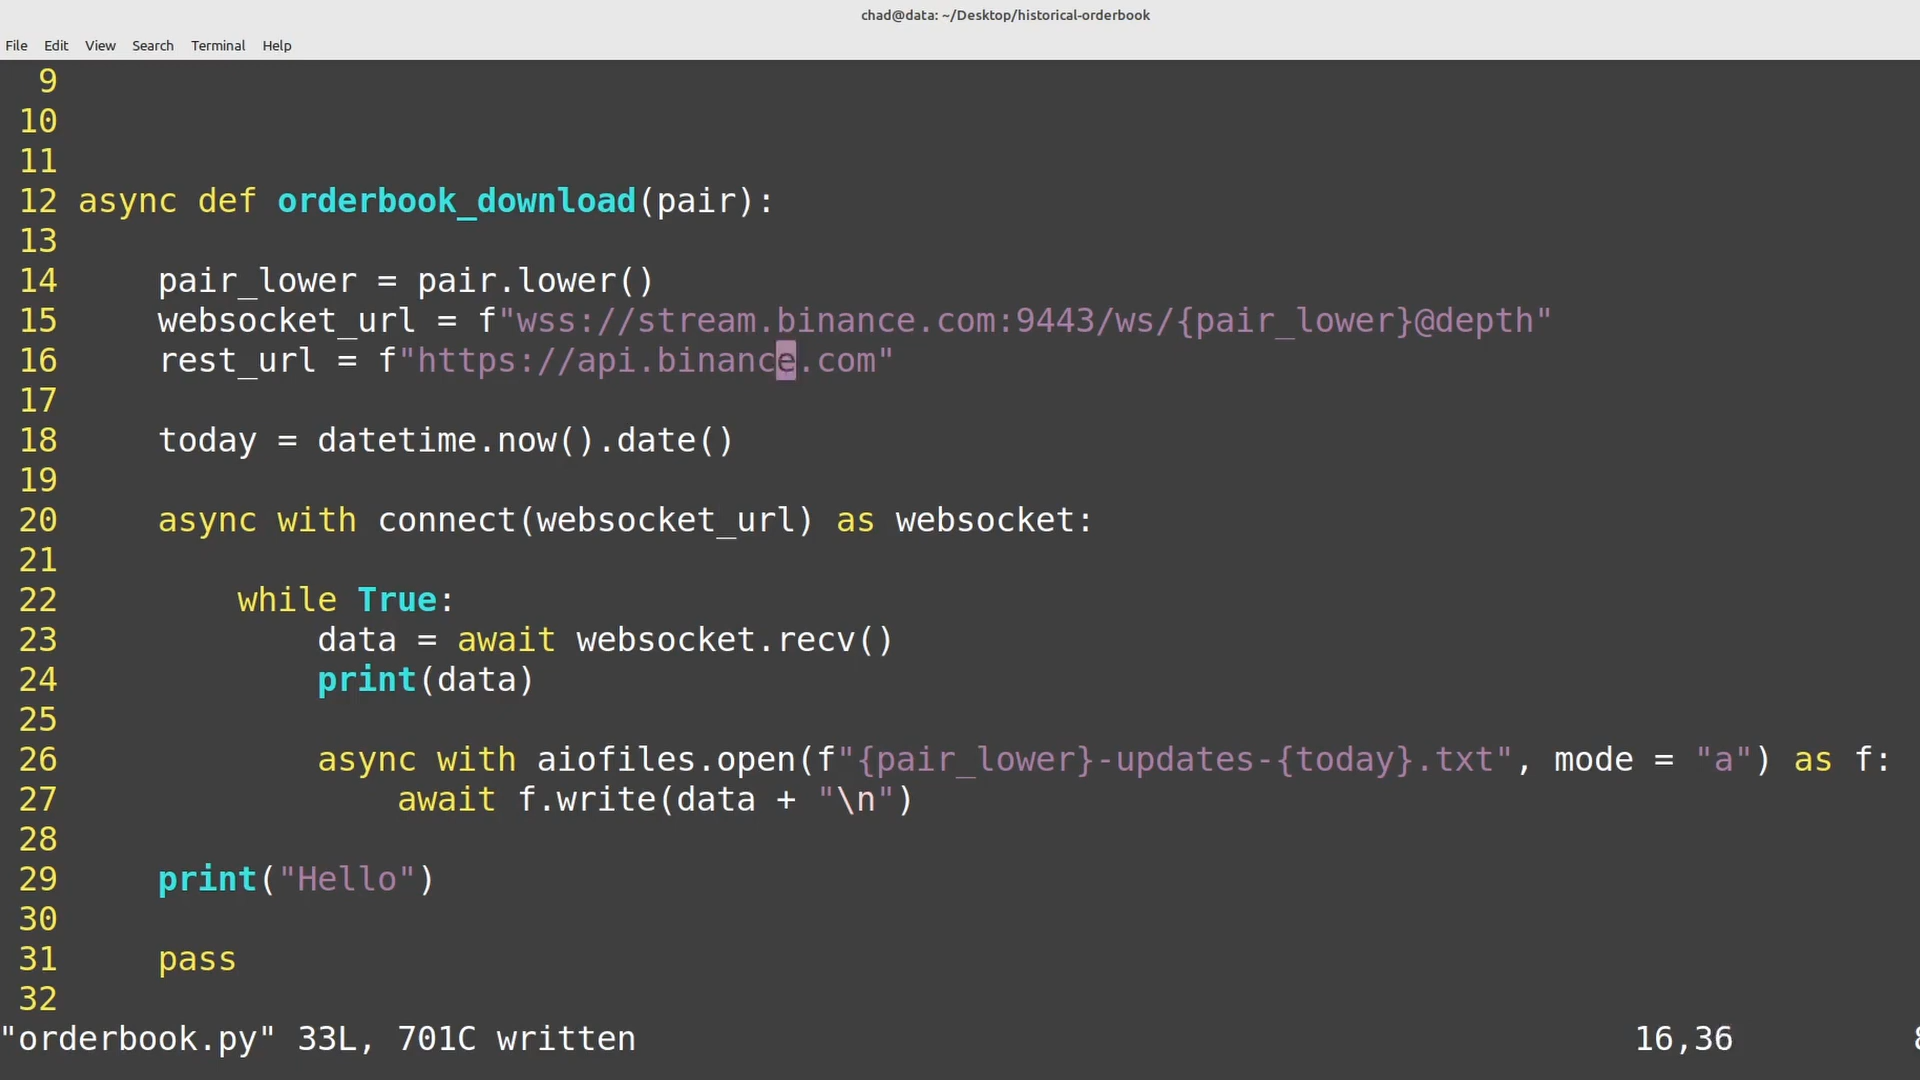 chad@data: ~/Desktop/historical-orderbook
File Edit View Search Terminal Help
9
10
11
12 async def orderbook_download(pair):
13
14     pair_lower = pair.lower()
15     websocket_url = f"wss://stream.binance.com:9443/ws/{pair_lower}@depth"
16     rest_url = f"https://api.binance.com"
17
18     today = datetime.now().date()
19
20     async with connect(websocket_url) as websocket:
21
22         while True:
23             data = await websocket.recv()
24             print(data)
25
26             async with aiofiles.open(f"{pair_lower}-updates-{today}.txt", mode = "a") as f:
27                 await f.write(data + "\n")
28
29     print("Hello")
30
31     pass
32
"orderbook.py" 33L, 701C written 16,36